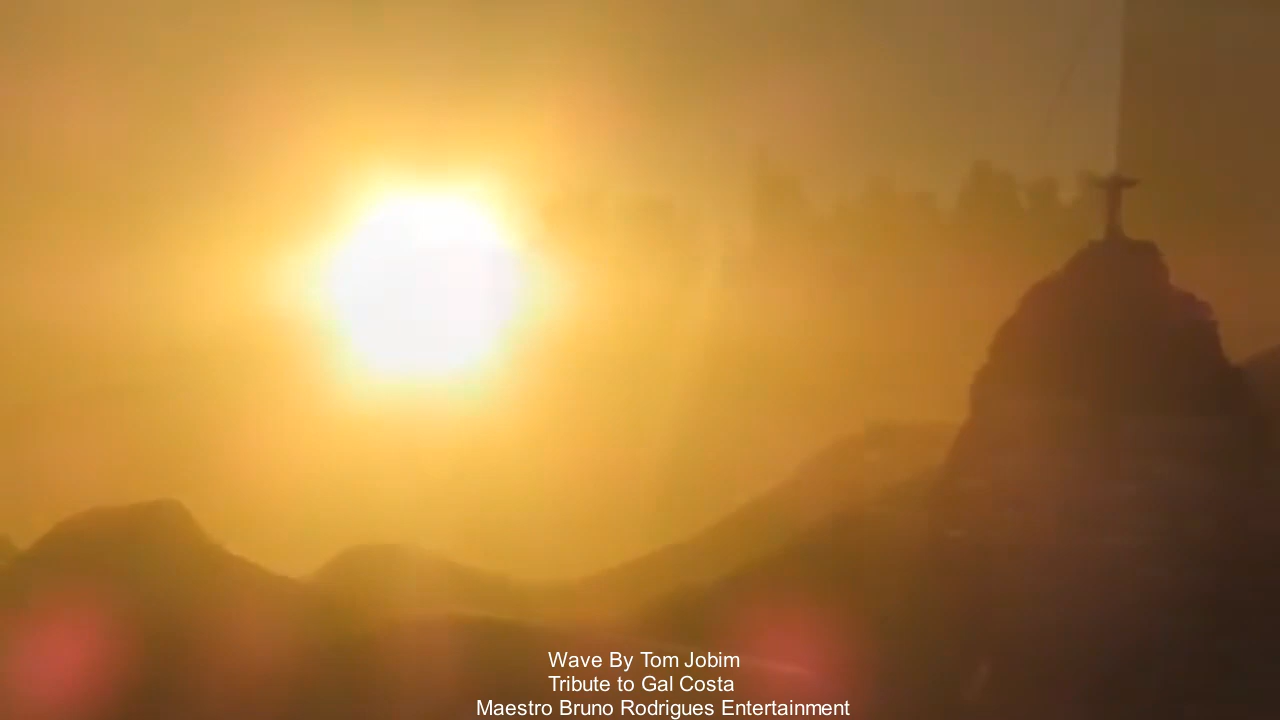 Wave By Tom Jobim
Tribute to Gal Costa
Maestro Bruno Rodrigues Entertainment